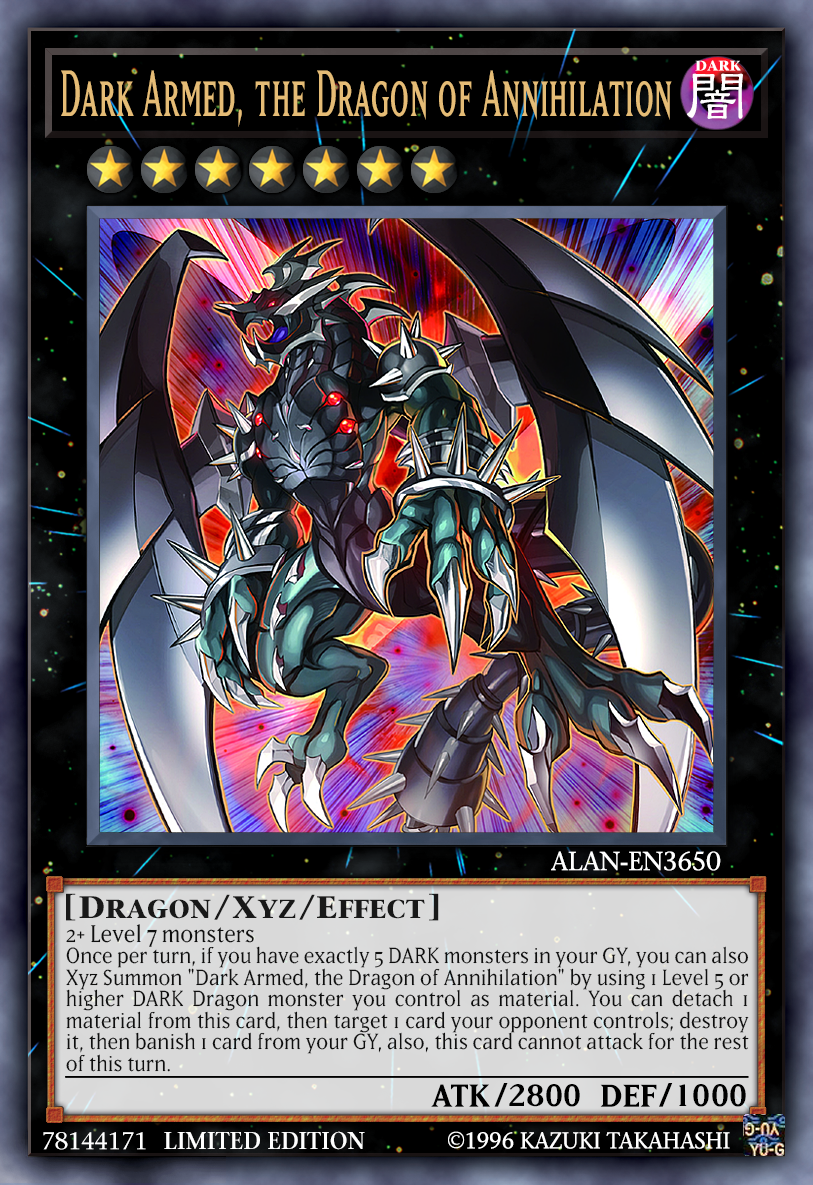 DARK ARMED, THE DRAGON OF ANNIHILATION
DARK
闇
ALAN-EN3650
[DRAGON/XYZ/EFFECT]
2+ Level 7 monsters
Once per turn, if you have exactly 5 DARK monsters in your GY, you can also
Xyz Summon "Dark Armed, the Dragon of Annihilation" by using 1 Level 5 or
higher DARK Dragon monster you control as material. You can detach 1
material from this card, then target 1 card your opponent controls; destroy
it, then banish 1 card from your GY, also, this card cannot attack for the rest
of this turn.
ATK/2800 DEF/1000
78144171 LIMITED EDITION ©1996 KAZUKI TAKAHASHI
YU-G
YU-G